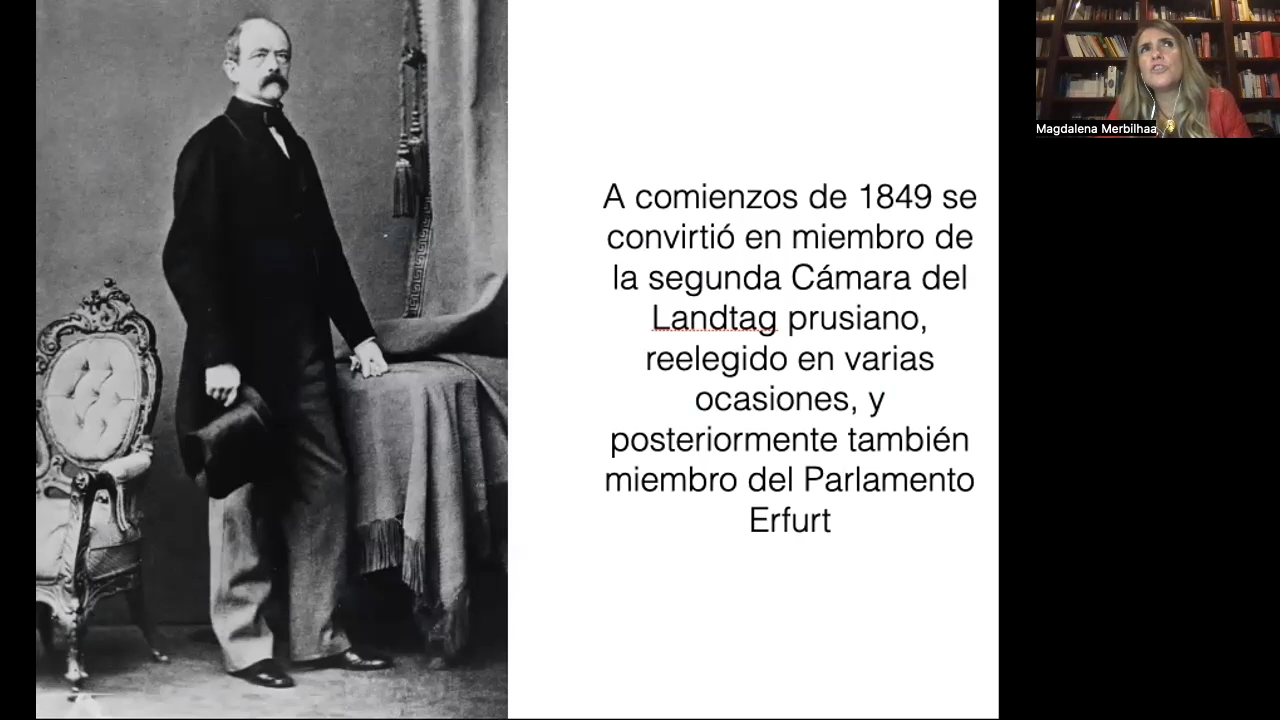 A comienzos de 1849 se
convirtió en miembro de
la segunda Cámara del
Landtag prusiano,
reelegido en varias
ocasiones, y
posteriormente también
miembro del Parlamento
Erfurt
Magdalena Merbilhaa